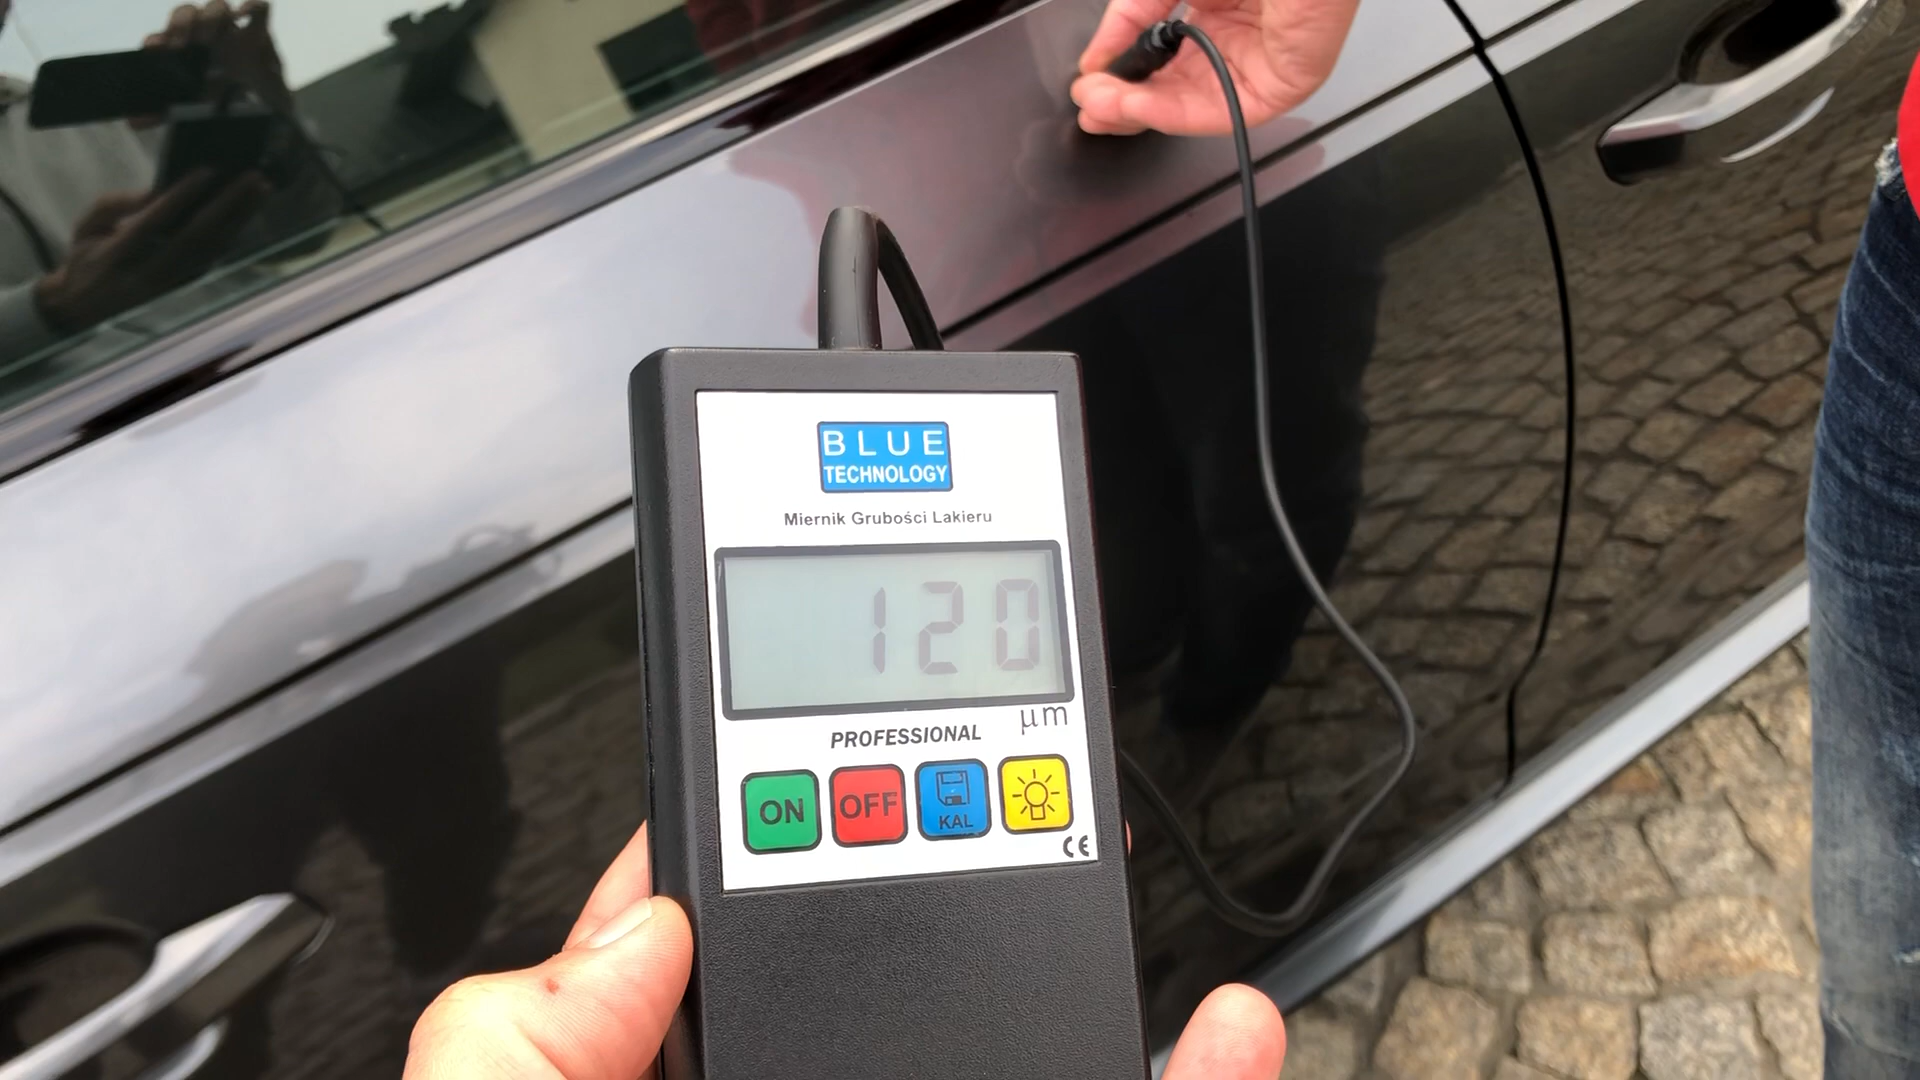 BLUE
TECHNOLOGY
Miernik Grubości Lakieru
120
μm
PROFESSIONAL
ON
OFF
KAL
CE